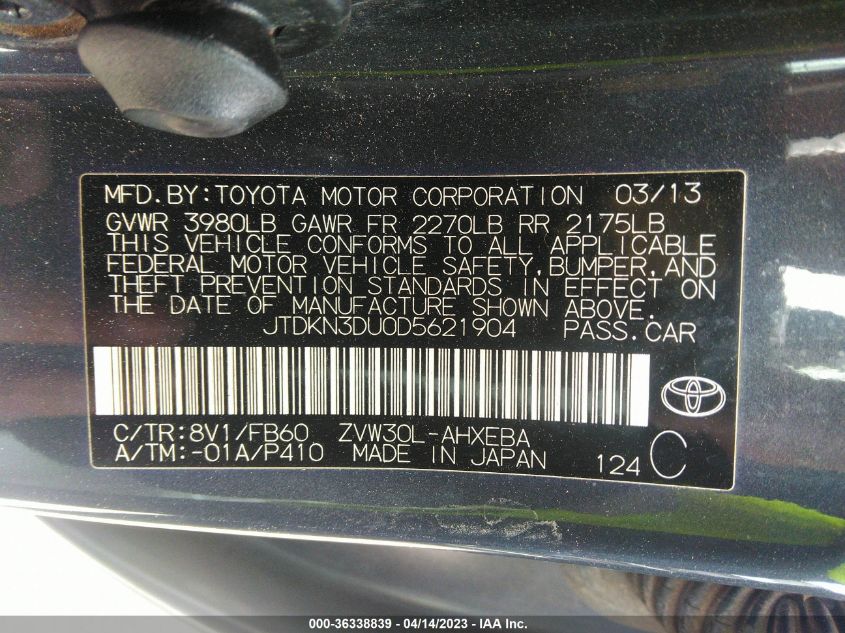 MFD.BY:TOYOTA MOTOR CORPORATION 03/13
GVWR 3980LB GAWR FR 2270LB RR 2175LB
THIS VEHICLE CONFORMS TO ALL APPLICABLE
FEDERAL MOTOR VEHICLE SAFETY,BUMPER,AND
THEFT PREVENTION STANDARDS IN EFFECT ON
THE DATE OF MANUFACTURE SHOWN ABOVE.
JTDKN3DU0D5621904 PASS.CAR
C/TR:8V1/FB60 ZVW30L-AHXEBA
A/TM:-01A/P410 MADE IN JAPAN 124 C
000-36338839 - 04/14/2023 - IAA Inc.